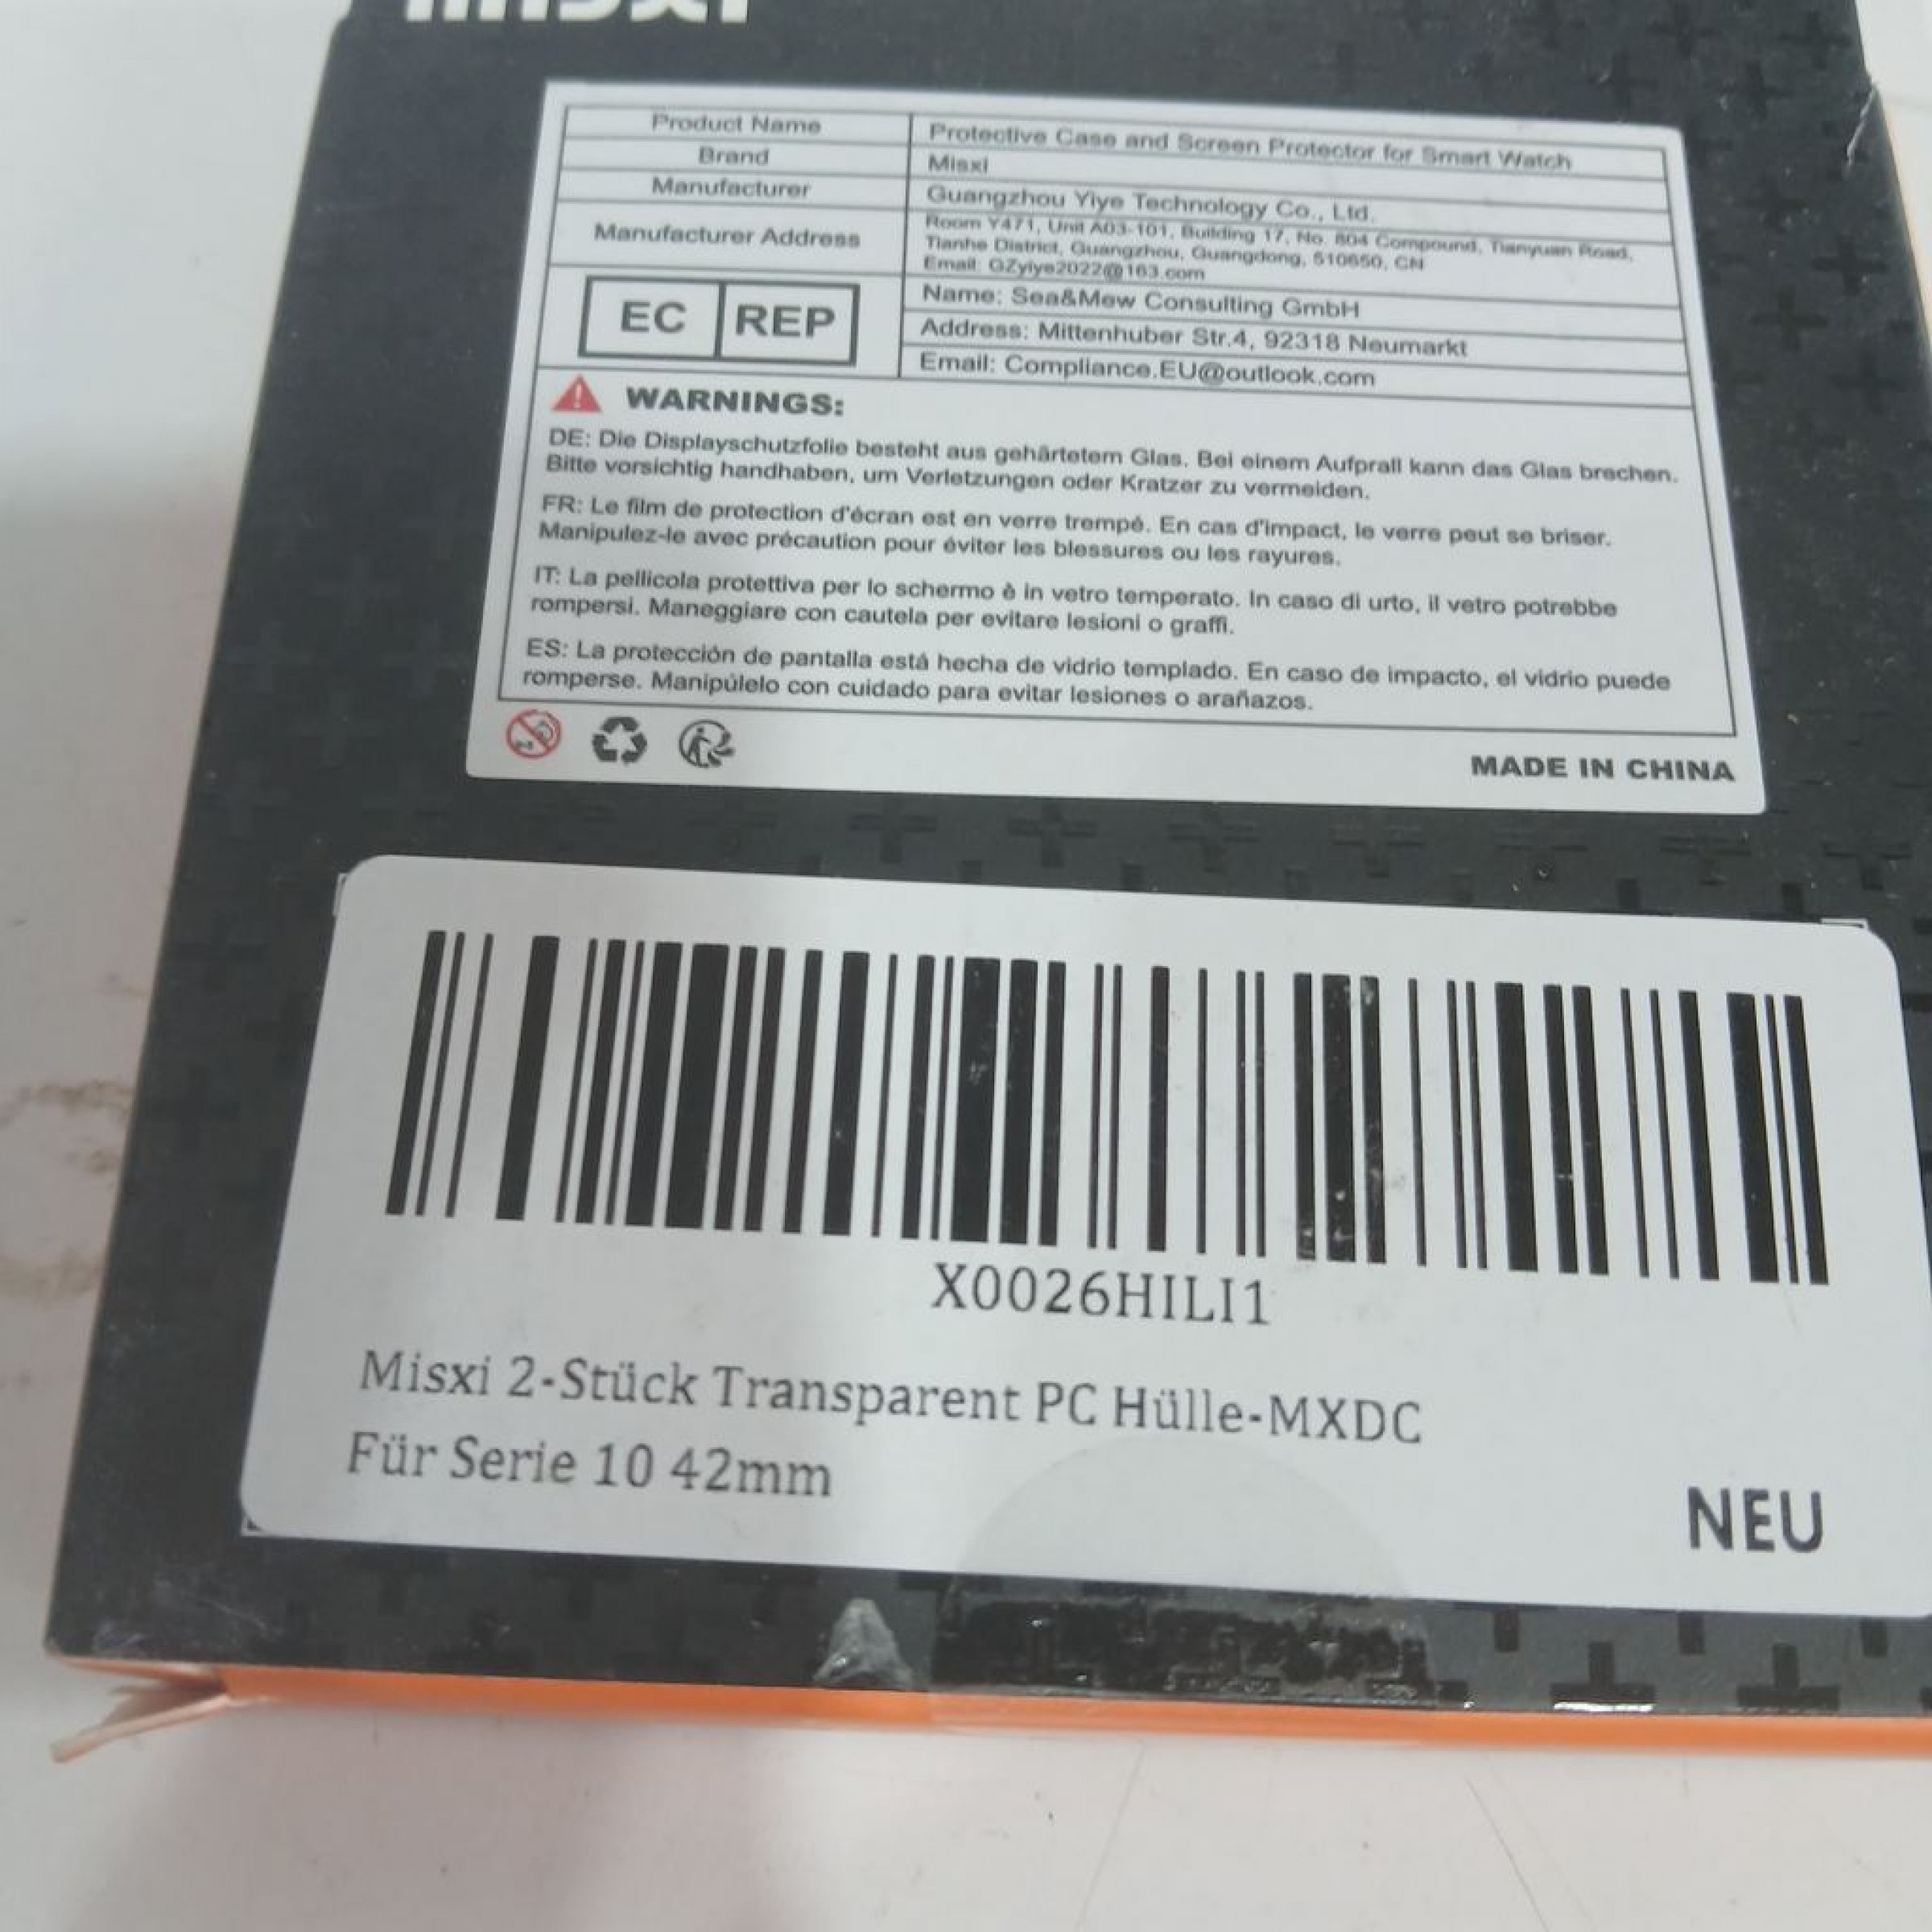 Misxi
Product Name
Protective Case and Screen Protector for Smart Watch
Brand
Misxi
Manufacturer
Guangzhou Yiye Technology Co., Ltd.
Manufacturer Address
Room Y471, Unit A03-101, Building 17, No. 804 Compound, Tianyuan Road,
Tianhe District, Guangzhou, Guangdong, 510650, CN
Email: GZyiye2022@163.com
EC REP
Name: Sea&Mew Consulting GmbH
Address: Mittenhuber Str.4, 92318 Neumarkt
Email: Compliance.EU@outlook.com
WARNINGS:
DE: Die Displayschutzfolie besteht aus gehärtetem Glas. Bei einem Aufprall kann das Glas brechen.
Bitte vorsichtig handhaben, um Verletzungen oder Kratzer zu vermeiden.
FR: Le film de protection d'écran est en verre trempé. En cas d'impact, le verre peut se briser.
Manipulez-le avec précaution pour éviter les blessures ou les rayures.
IT: La pellicola protettiva per lo schermo è in vetro temperato. In caso di urto, il vetro potrebbe
rompersi. Maneggiare con cautela per evitare lesioni o graffi.
ES: La protección de pantalla está hecha de vidrio templado. En caso de impacto, el vidrio puede
romperse. Manipúlelo con cuidado para evitar lesiones o arañazos.
MADE IN CHINA
X0026HILI1
Misxi 2-Stück Transparent PC Hülle-MXDC
Für Serie 10 42mm
NEU